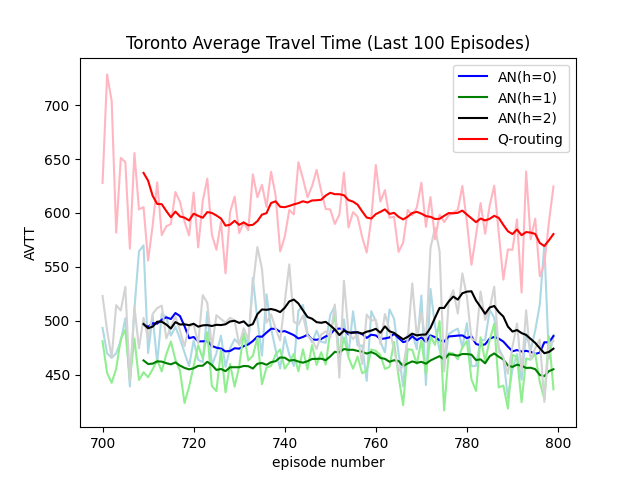 Toronto Average Travel Time (Last 100 Episodes)
AN(h=0)
AN(h=1)
AN(h=2)
Q-routing
AVTT
700
650
600
550
500
450
700
720
740
760
780
800
episode number